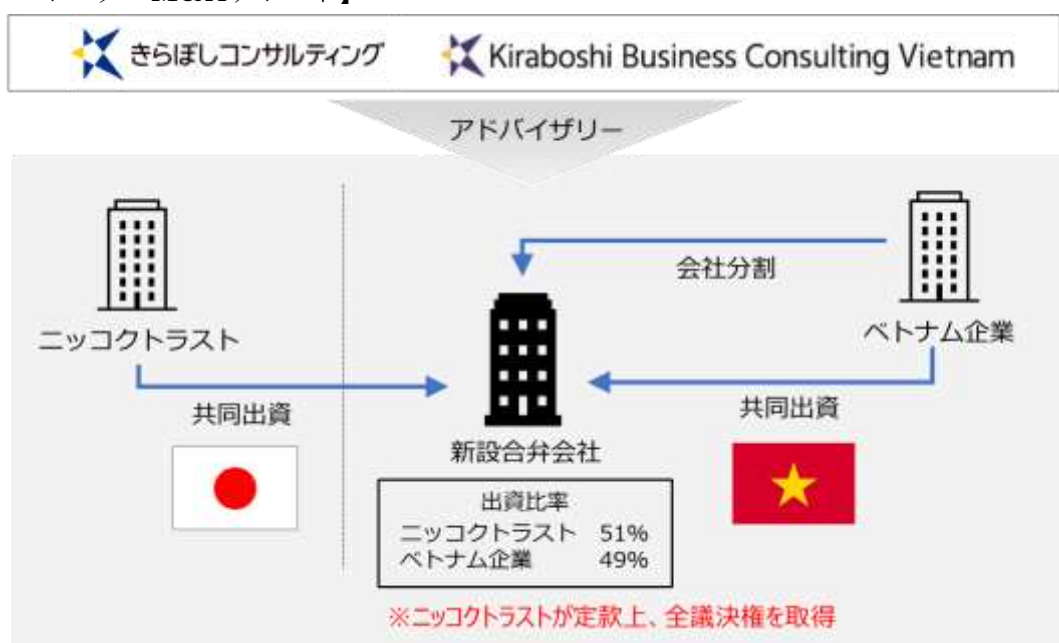 きらぼしコンサルティング Kiraboshi Business Consulting Vietnam
アドバイザリー
会社分割
ニッコクトラスト
ベトナム企業
共同出資
共同出資
新設合弁会社
出資比率
ニッコクトラスト 51%
ベトナム企業 49%
※ニッコクトラストが定款上、全議決権を取得